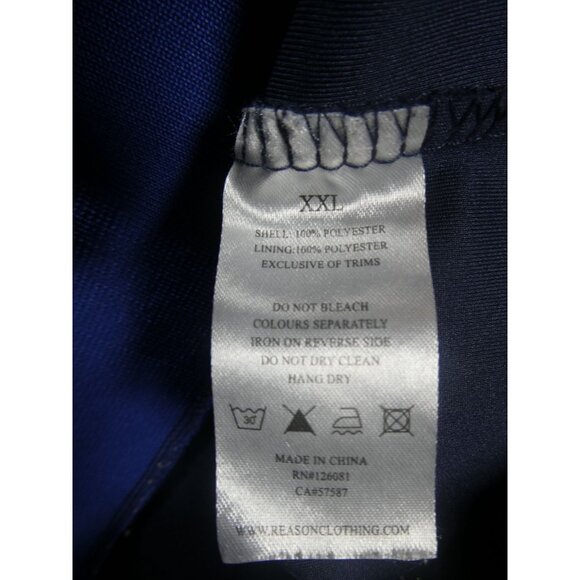 XXL
SHELL: 100% POLYESTER
LINING:100% POLYESTER
EXCLUSIVE OF TRIMS
DO NOT BLEACH
COLOURS SEPARATELY
IRON ON REVERSE SIDE
DO NOT DRY CLEAN
HANG DRY
30
MADE IN CHINA
RN#126081
CA#57587
WWW.REASONCLOTHING.COM